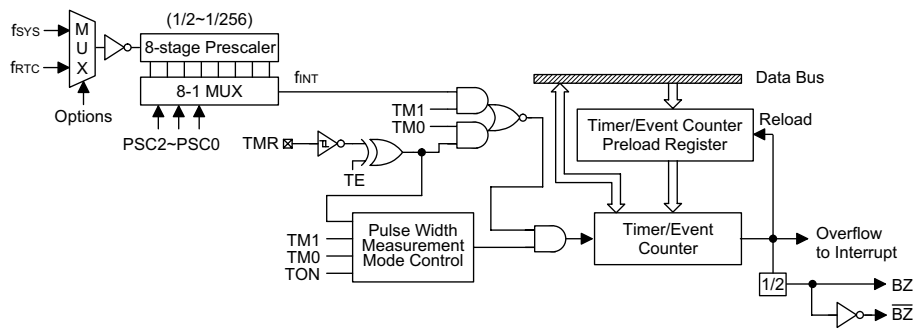 (1/2~1/256)
fSYS
M
U
X
8-stage Prescaler
fRTC
8-1 MUX
fINT
Options
PSC2~PSC0
TM1
TM0
TMR
TE
Data Bus
Timer/Event Counter
Preload Register
Reload
TM1
TM0
TON
Pulse Width
Measurement
Mode Control
Timer/Event
Counter
Overflow
to Interrupt
1/2
BZ
B̅Z̅